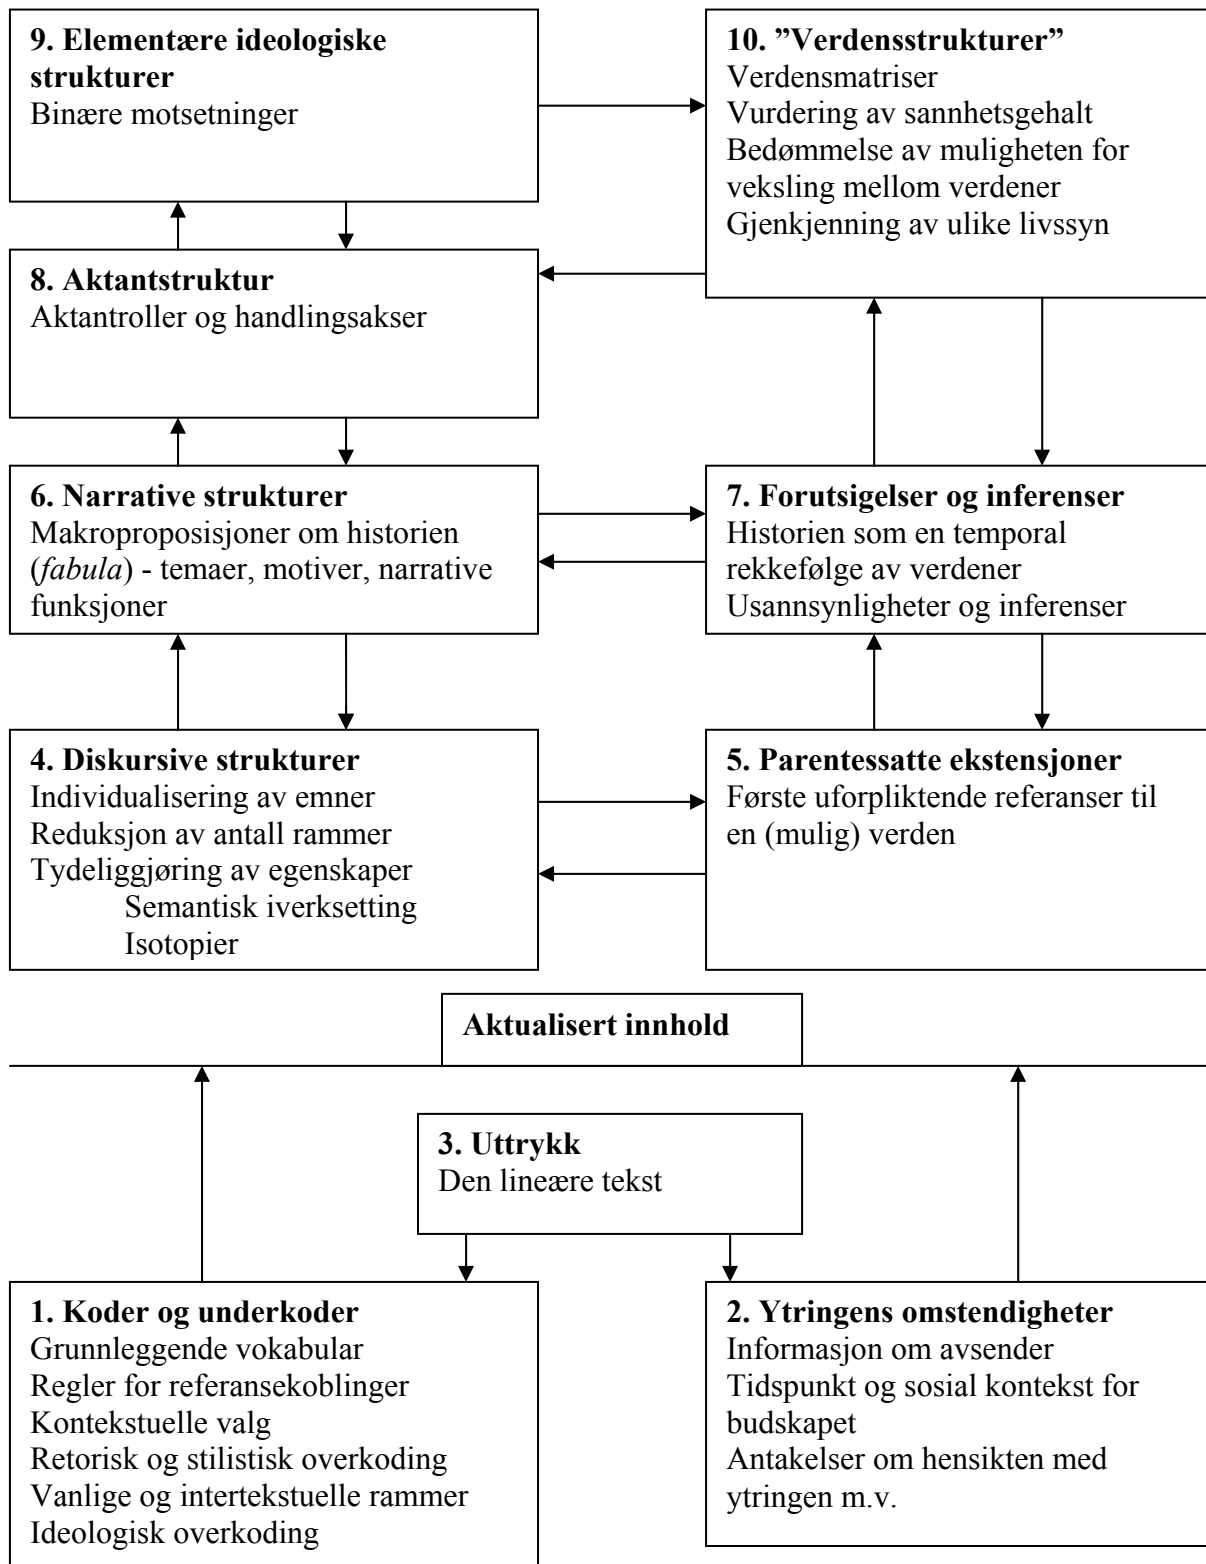 9. Elementære ideologiske
strukturer
Binære motsetninger
10. ”Verdensstrukturer”
Verdensmatriser
Vurdering av sannhetsgehalt
Bedømmelse av muligheten for
veksling mellom verdener
Gjenkjenning av ulike livssyn
8. Aktantstruktur
Aktantroller og handlingsakser
6. Narrative strukturer
Makroproposisjoner om historien
(fabula) - temaer, motiver, narrative
funksjoner
7. Forutsigelser og inferenser
Historien som en temporal
rekkefølge av verdener
Usannsynligheter og inferenser
4. Diskursive strukturer
Individualisering av emner
Reduksjon av antall rammer
Tydeliggjøring av egenskaper
Semantisk iverksetting
Isotopier
5. Parentessatte ekstensjoner
Første uforpliktende referanser til
en (mulig) verden
Aktualisert innhold
3. Uttrykk
Den lineære tekst
1. Koder og underkoder
Grunnleggende vokabular
Regler for referansekoblinger
Kontekstuelle valg
Retorisk og stilistisk overkoding
Vanlige og intertekstuelle rammer
Ideologisk overkoding
2. Ytringens omstendigheter
Informasjon om avsender
Tidspunkt og sosial kontekst for
budskapet
Antakelser om hensikten med
ytringen m.v.